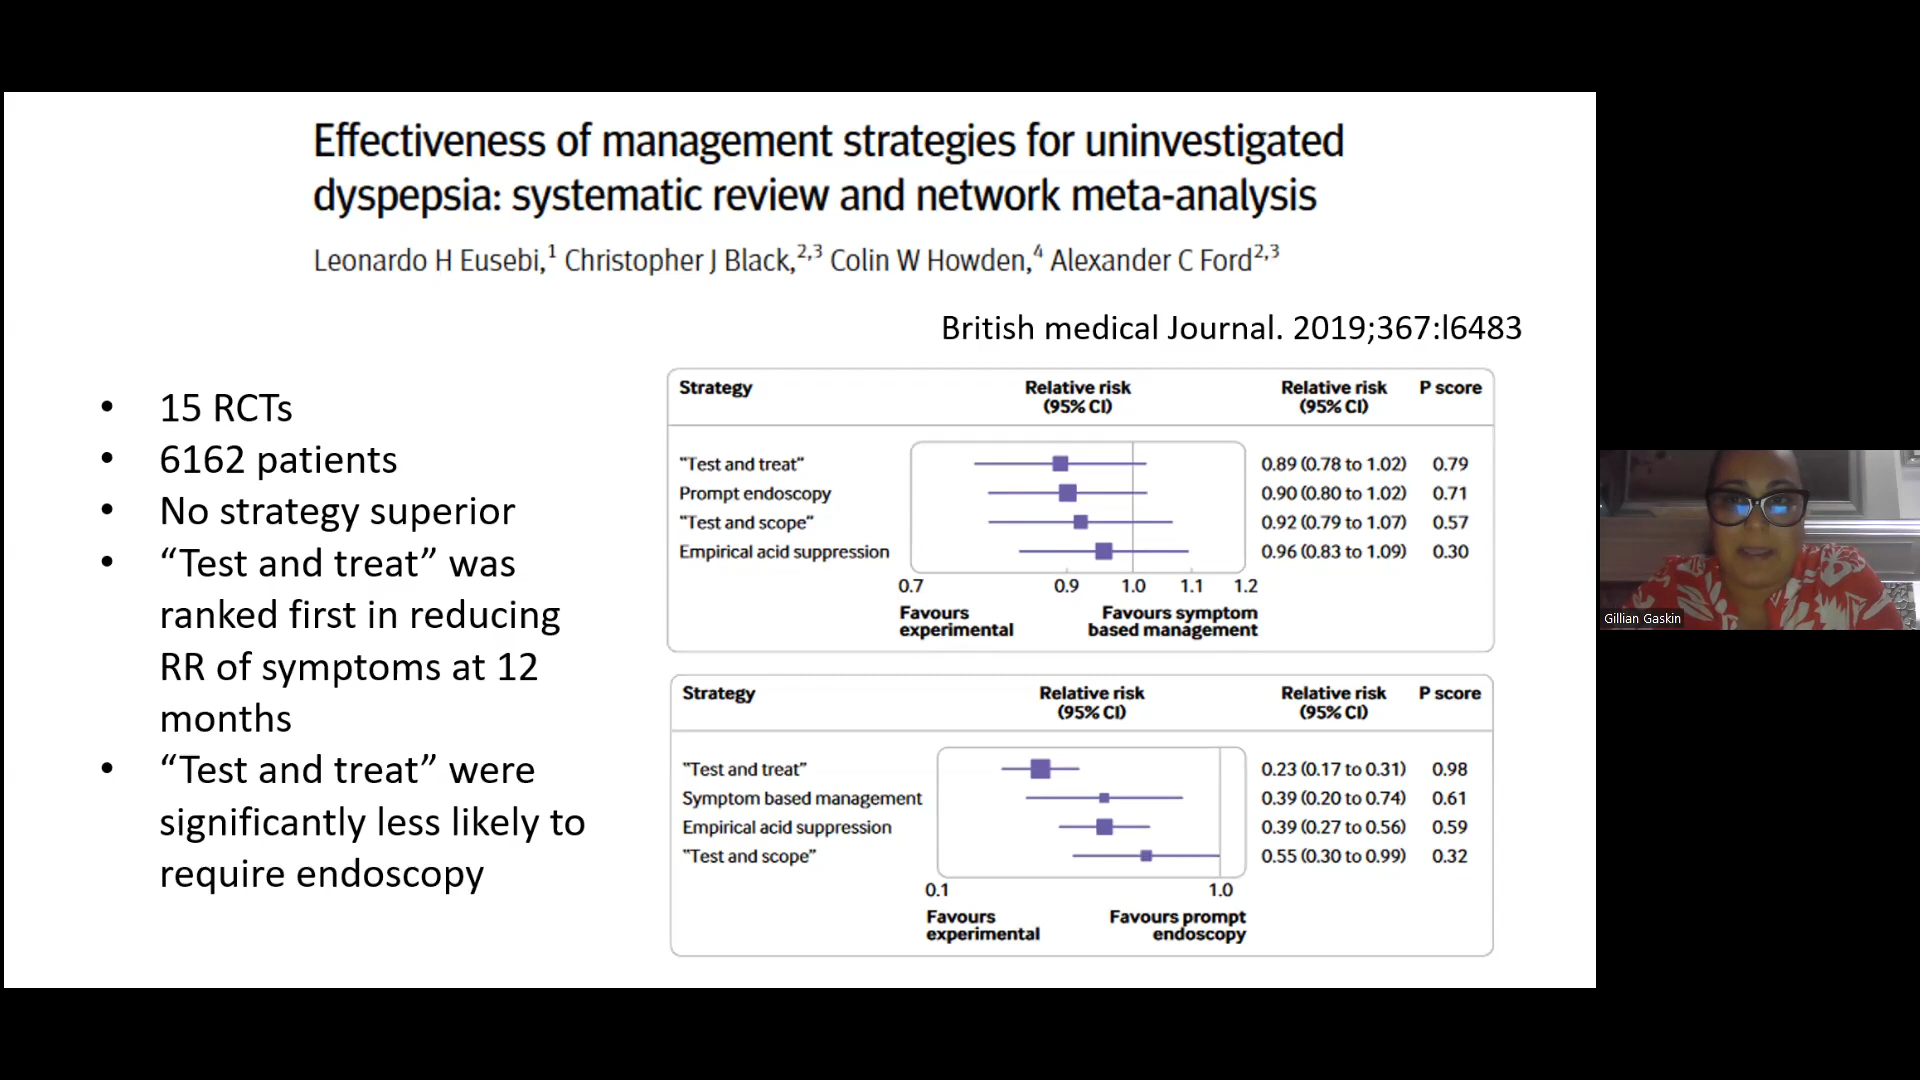 Effectiveness of management strategies for uninvestigated
dyspepsia: systematic review and network meta-analysis
Leonardo H Eusebi,1 Christopher J Black,2,3 Colin W Howden,4 Alexander C Ford2,3
British medical Journal. 2019;367:l6483
• 15 RCTs
• 6162 patients
• No strategy superior
• “Test and treat” was
ranked first in reducing
RR of symptoms at 12
months
• “Test and treat” were
significantly less likely to
require endoscopy
Strategy Relative risk (95% CI) Relative risk (95% CI) P score
"Test and treat" 0.89 (0.78 to 1.02) 0.79
Prompt endoscopy 0.90 (0.80 to 1.02) 0.71
"Test and scope" 0.92 (0.79 to 1.07) 0.57
Empirical acid suppression 0.96 (0.83 to 1.09) 0.30
0.7 0.9 1.0 1.1 1.2
Favours experimental Favours symptom based management
Strategy Relative risk (95% CI) Relative risk (95% CI) P score
"Test and treat" 0.23 (0.17 to 0.31) 0.98
Symptom based management 0.39 (0.20 to 0.74) 0.61
Empirical acid suppression 0.39 (0.27 to 0.56) 0.59
"Test and scope" 0.55 (0.30 to 0.99) 0.32
0.1 1.0
Favours experimental Favours prompt endoscopy
Gillian Gaskin